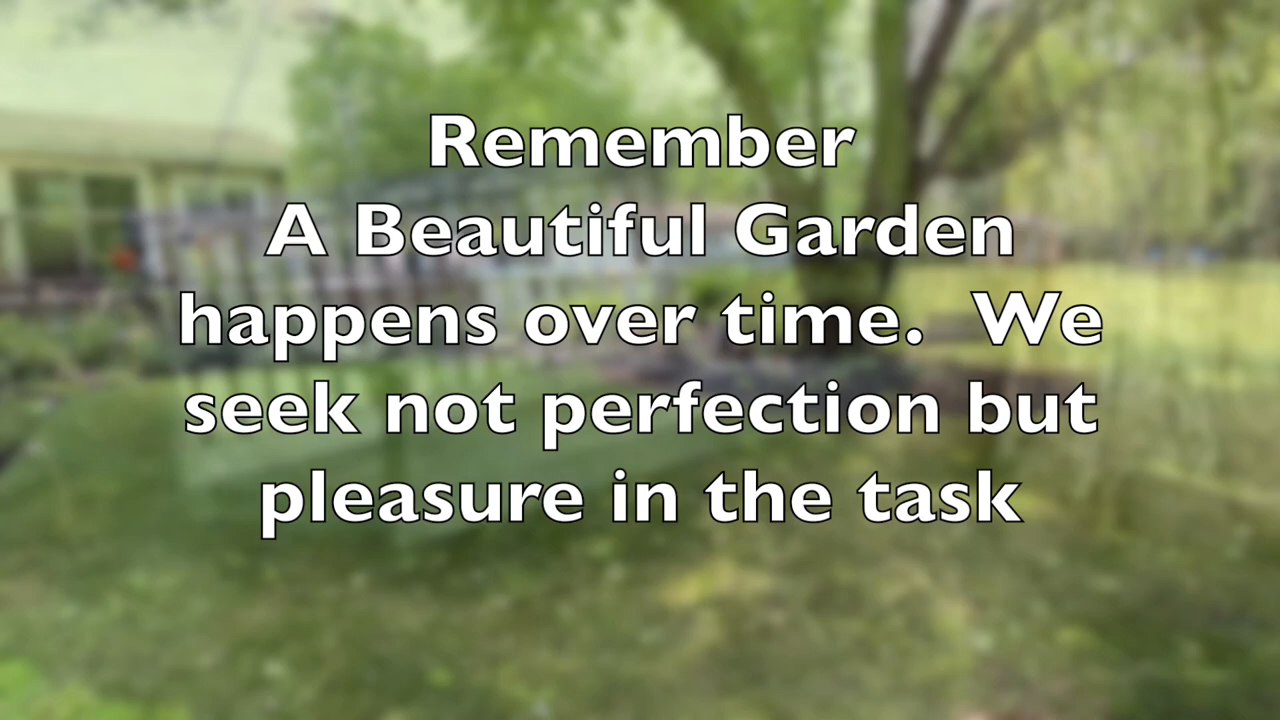 Remember
A Beautiful Garden
happens over time.  We
seek not perfection but
pleasure in the task